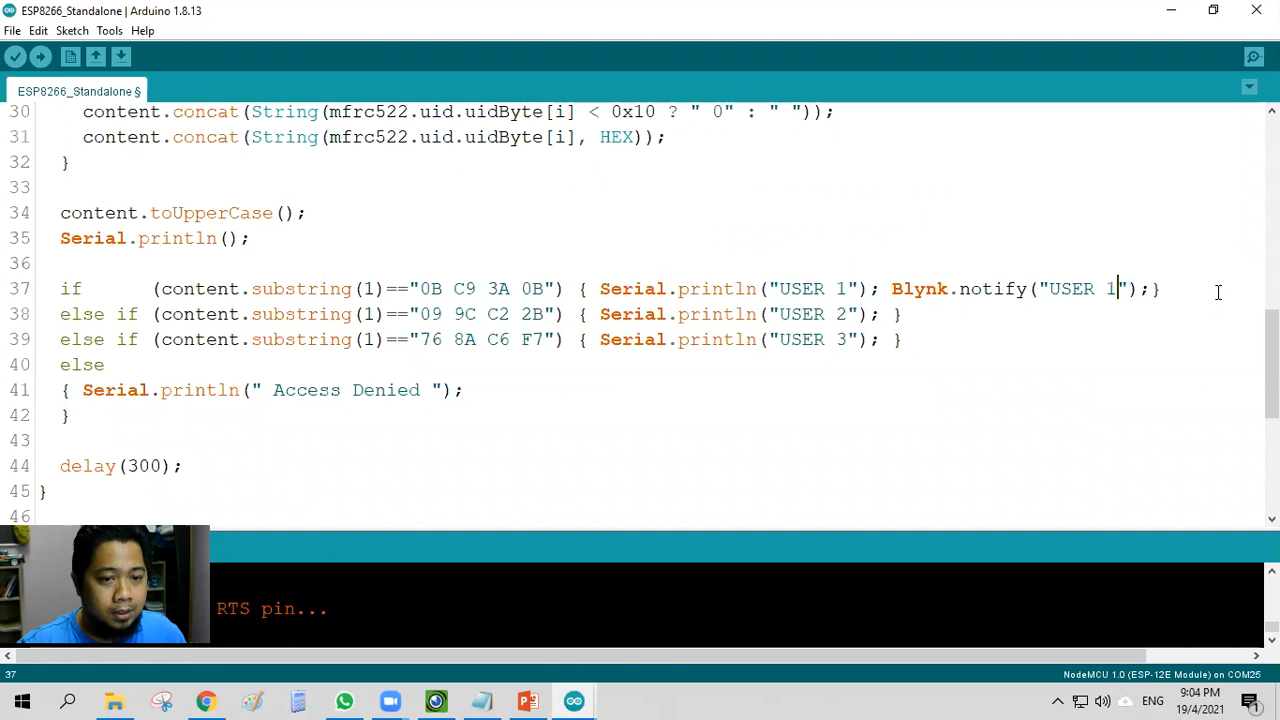 ESP8266_Standalone | Arduino 1.8.13
File Edit Sketch Tools Help
ESP8266_Standalone §
30 content.concat(String(mfrc522.uid.uidByte[i] < 0x10 ? " 0" : " "));
31 content.concat(String(mfrc522.uid.uidByte[i], HEX));
32 }
33
34 content.toUpperCase();
35 Serial.println();
36
37 if (content.substring(1)=="0B C9 3A 0B") { Serial.println("USER 1"); Blynk.notify("USER 1");}
38 else if (content.substring(1)=="09 9C C2 2B") { Serial.println("USER 2"); }
39 else if (content.substring(1)=="76 8A C6 F7") { Serial.println("USER 3"); }
40 else
41 { Serial.println(" Access Denied ");
42 }
43
44 delay(300);
45 }
46
RTS pin...
37 NodeMCU 1.0 (ESP-12E Module) on COM25
ENG 9:04 PM
19/4/2021